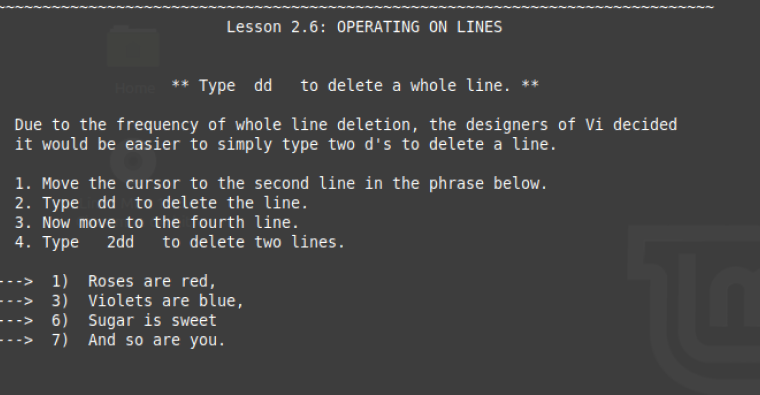 ~~~~~~~~~~~~~~~~~~~~~~~~~~~~~~~~~~~~~~~~~~~~~~~~~~~~~~~~~~~~~~~~~~~~~~~~~~~~~~
Lesson 2.6: OPERATING ON LINES
** Type  dd   to delete a whole line. **
Due to the frequency of whole line deletion, the designers of Vi decided
it would be easier to simply type two d's to delete a line.
1. Move the cursor to the second line in the phrase below.
2. Type  dd  to delete the line.
3. Now move to the fourth line.
4. Type   2dd   to delete two lines.
--->  1)  Roses are red,
--->  3)  Violets are blue,
--->  6)  Sugar is sweet
--->  7)  And so are you.
Home